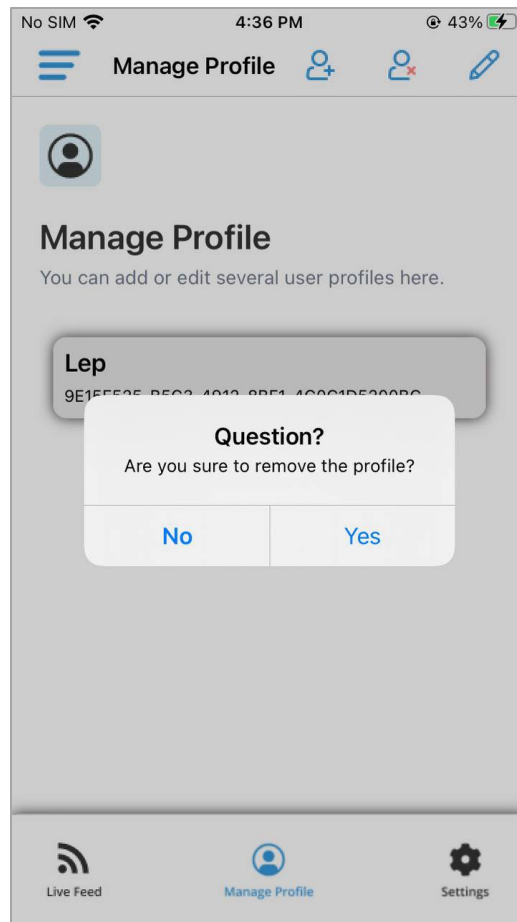 No SIM 4:36 PM 43%
Manage Profile
Manage Profile
You can add or edit several user profiles here.
Lep
Question?
Are you sure to remove the profile?
No Yes
Live Feed Manage Profile Settings